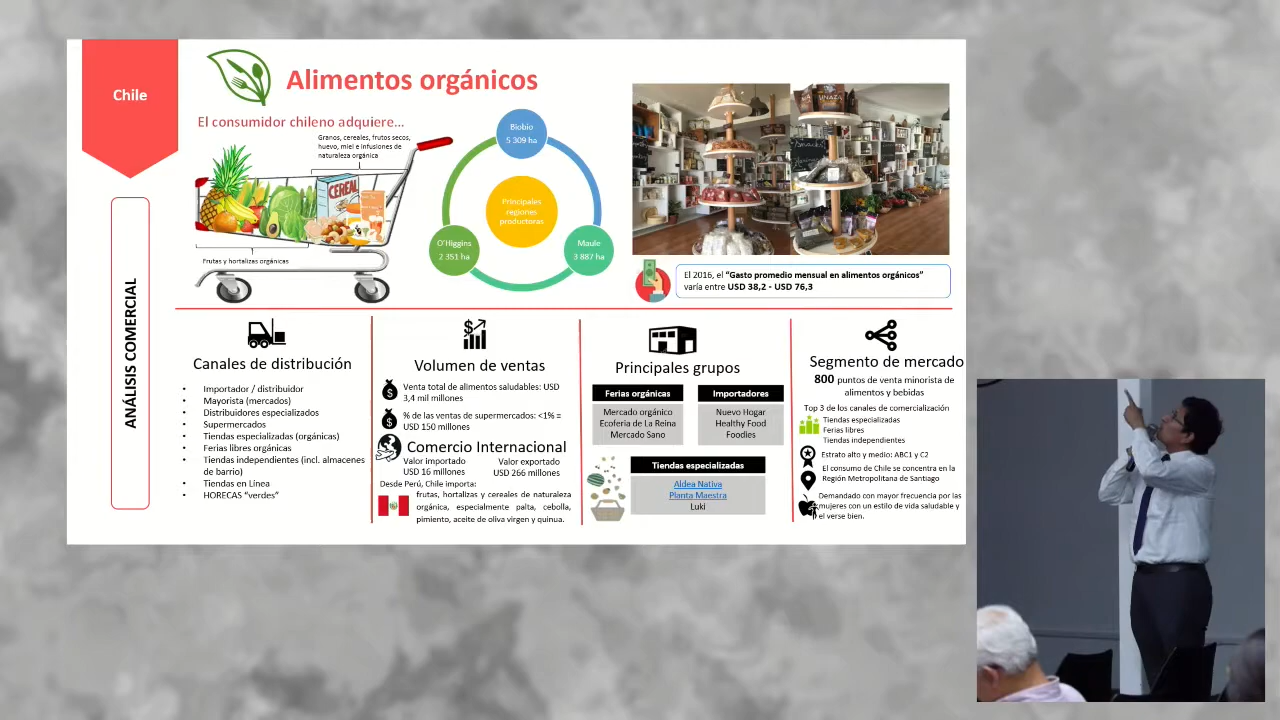 Chile
Alimentos orgánicos
El consumidor chileno adquiere...
Granos, cereales, frutos secos,
huevo, miel e infusiones de
naturaleza orgánica
CEREAL
Frutas y hortalizas orgánicas
Biobio
5 309 ha
Principales
regiones
productoras
O'Higgins
2 351 ha
Maule
3 887 ha
El 2016, el “Gasto promedio mensual en alimentos orgánicos”
varía entre USD 38,2 - USD 76,3
ANÁLISIS COMERCIAL
Canales de distribución
• Importador / distribuidor
• Mayorista (mercados)
• Distribuidores especializados
• Supermercados
• Tiendas especializadas (orgánicas)
• Ferias libres orgánicos
• Tiendas independientes (incl. almacenes
de barrio)
• Tiendas en Línea
• HORECAS “verdes”
Volumen de ventas
Venta total de alimentos saludables: USD
3,4 mil millones
% de las ventas de supermercados: <1% =
USD 150 millones
Comercio Internacional
Valor importado
USD 16 millones
Valor exportado
USD 266 millones
Desde Perú, Chile importa:
frutas, hortalizas y cereales de naturaleza
orgánica, especialmente palta, cebolla,
pimiento, aceite de oliva virgen y quinua.
Principales grupos
Ferias orgánicas
Mercado orgánico
Ecoferia de La Reina
Mercado Sano
Importadores
Nuevo Hogar
Healthy Food
Foodies
Tiendas especializadas
Aldea Nativa
Planta Maestra
Luki
Segmento de mercado
800 puntos de venta minorista de
alimentos y bebidas
Top 3 de los canales de comercialización
Tiendas especializadas
Ferias libres
Tiendas independientes
Estrato alto y medio: ABC1 y C2
El consumo de Chile se concentra en la
Región Metropolitana de Santiago
Demandado con mayor frecuencia por las
mujeres con un estilo de vida saludable y
el verse bien.